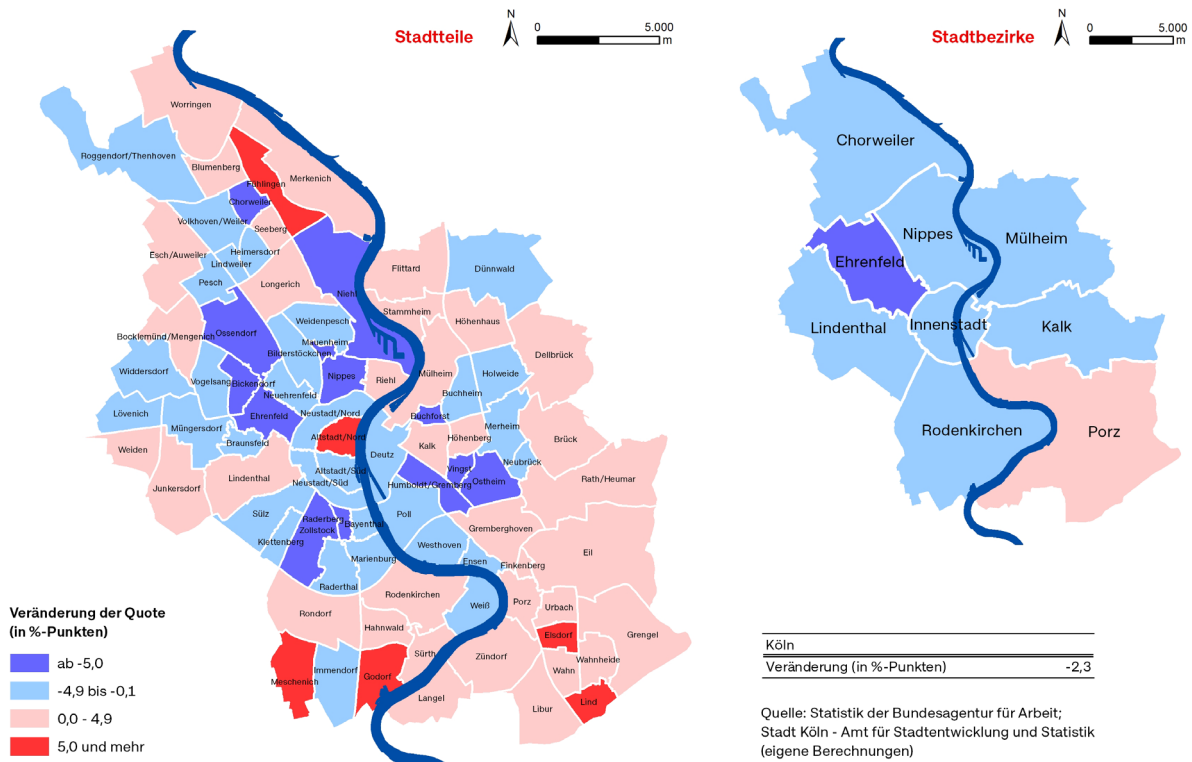 Stadtteile
N
0
5.000
m
Stadtbezirke
N
0
5.000
m
Worringen
Roggendorf/Thenhoven
Blumenberg
Fühlingen
Merkenich
Chorweiler
Volkhoven/Weiler
Seeberg
Esch/Auweiler
Heimersdorf
Lindweiler
Pesch
Longerich
Niehl
Flittard
Dünnwald
Stammheim
Höhenhaus
Weidenpesch
Ossendorf
Bocklemünd/Mengenich
Mauenheim
Bilderstöckchen
Dellbrück
Widdersdorf
Vogelsang
Bickendorf
Nippes
Riehl
Mülheim
Holweide
Neuehrenfeld
Buchheim
Lövenich
Ehrenfeld
Neustadt/Nord
Buchforst
Müngersdorf
Merheim
Braunsfeld
Altstadt/Nord
Höhenberg
Brück
Weiden
Kalk
Deutz
Neubrück
Vingst
Junkersdorf
Lindenthal
Altstadt/Süd
Neustadt/Süd
Humboldt/Gremberg
Ostheim
Rath/Heumar
Sülz
Raderberg
Zollstock
Bayenthal
Poll
Gremberghoven
Klettenberg
Westhoven
Eil
Marienburg
Ensen
Finkenberg
Raderthal
Rodenkirchen
Weiß
Porz
Urbach
Rondorf
Hahnwald
Elsdorf
Grengel
Sürth
Zündorf
Wahnheide
Wahn
Immendorf
Meschenich
Godorf
Langel
Lind
Libur
Chorweiler
Nippes
Mülheim
Ehrenfeld
Innenstadt
Lindenthal
Kalk
Rodenkirchen
Porz
Veränderung der Quote
(in %-Punkten)
ab -5,0
-4,9 bis -0,1
0,0 - 4,9
5,0 und mehr
Köln
Veränderung (in %-Punkten) -2,3
Quelle: Statistik der Bundesagentur für Arbeit;
Stadt Köln - Amt für Stadtentwicklung und Statistik
(eigene Berechnungen)